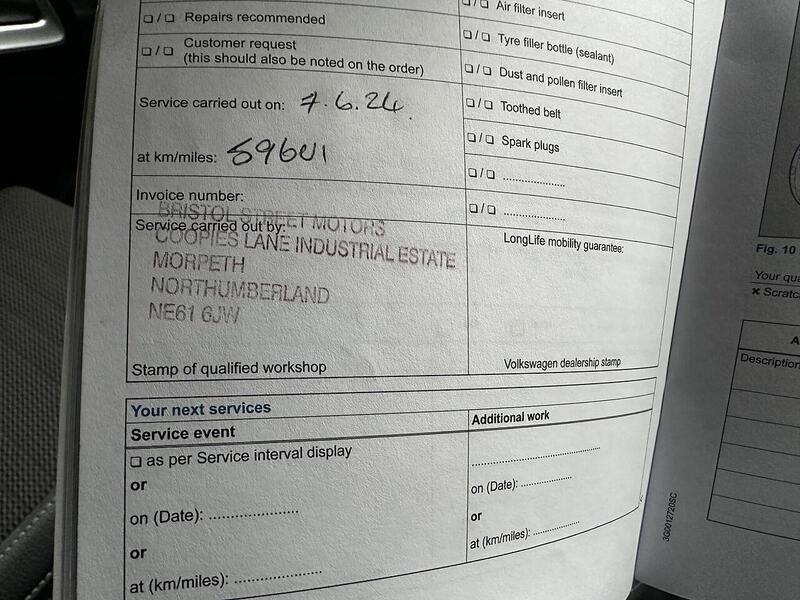 ❑ / ❑ Repairs recommended
❑ / ❑ Customer request
(this should also be noted on the order)
Service carried out on: 7.6.24.
at km/miles:
Invoice number:
Service carried out by:
BRISTOL STREET MOTORS
COOPIES LANE INDUSTRIAL ESTATE
MORPETH
NORTHUMBERLAND
NE61 6JW
Stamp of qualified workshop
❑ / ❑ Air filter insert
❑ / ❑ Tyre filler bottle (sealant)
❑ / ❑ Dust and pollen filter insert
❑ / ❑ Toothed belt
❑ / ❑ Spark plugs
❑ / ❑ ....................
❑ / ❑ ....................
LongLife mobility guarantee:
Volkswagen dealership stamp
Your next services
Service event
❑ as per Service interval display
or
on (Date): ....................
or
at (km/miles): ....................
Additional work
..............................
on (Date): ................
or
at (km/miles): ..............
3G0012720SC
Fig. 10
Your
✖
Description